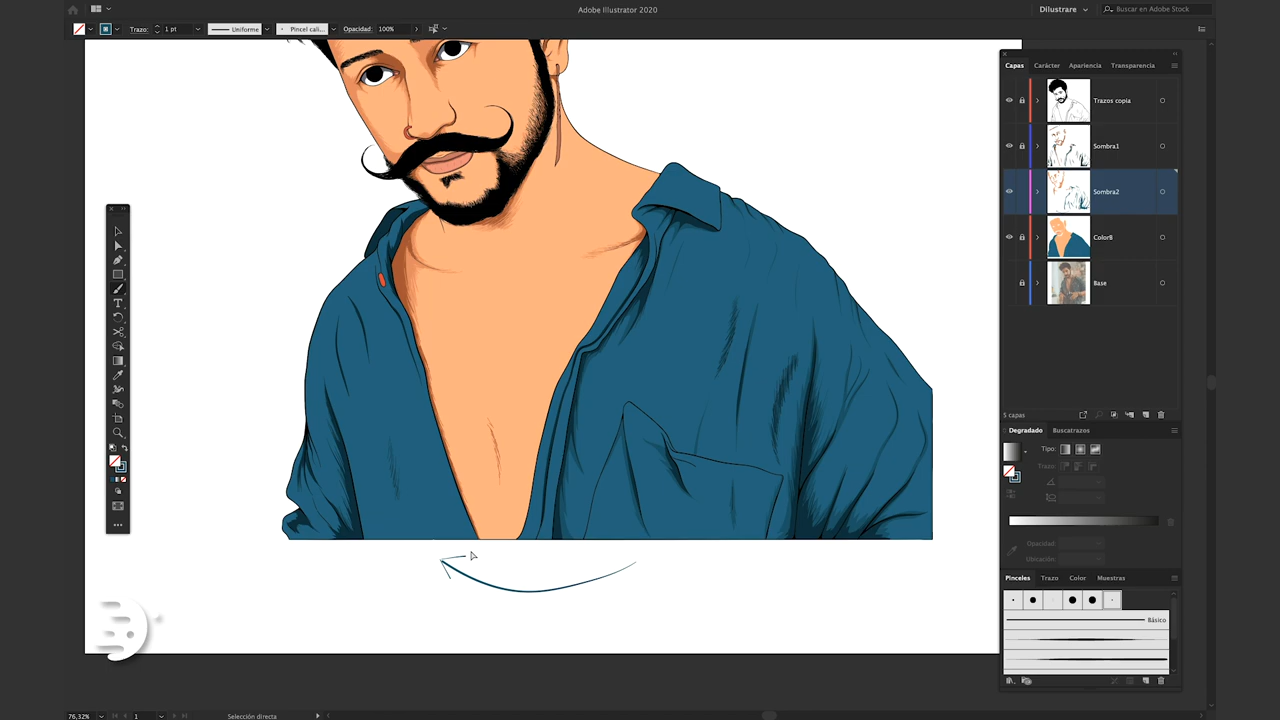 Adobe Illustrator 2020
Dilustrare
Buscar en Adobe Stock
Trazo: 1 pt
Uniforme
Pincel cali...
Opacidad: 100%
Capas
Carácter
Apariencia
Transparencia
Trazos copia
Sombra1
Sombra2
ColorB
Base
5 capas
Degradado
Buscatrazos
Tipo:
Trazo:
Opacidad:
Ubicación:
Pinceles
Trazo
Color
Muestras
Básico
76,32%
1
Selección directa